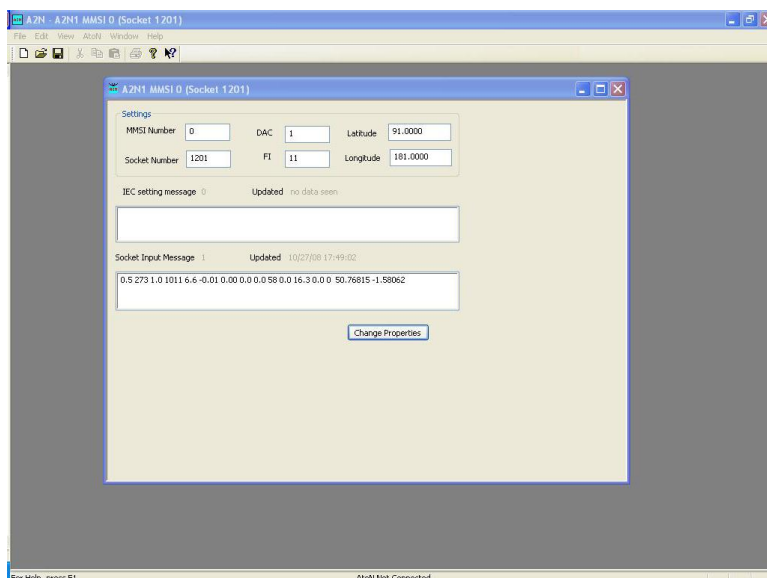 A2N - A2N1 MMSI 0 (Socket 1201)
File Edit View AtoN Window Help
A2N1 MMSI 0 (Socket 1201)
Settings
MMSI Number 0 DAC 1 Latitude 91.0000
Socket Number 1201 FI 11 Longitude 181.0000
IEC setting message 0 Updated no data seen
Socket Input Message 1 Updated 10/27/08 17:49:02
0.5 273 1.0 1011 6.6 -0.01 0.00 0.0 0.0 58 0.0 16.3 0.0 0 50.76815 -1.58062
Change Properties
For Help, press F1 AtoN Not Connected